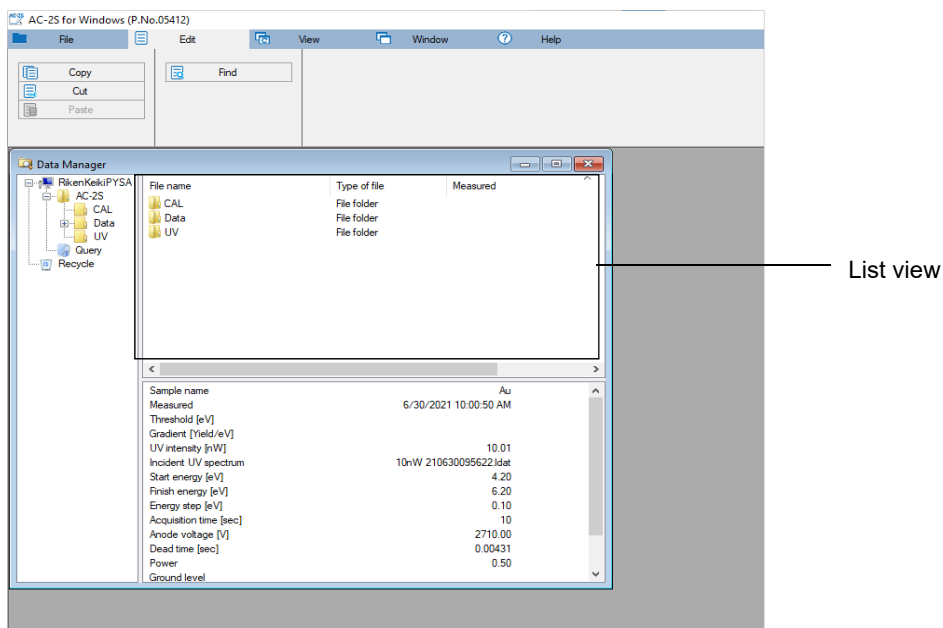 AC-2S for Windows (P.No.05412)
File Edit View Window Help
Copy Find
Cut
Paste
Data Manager
RikenKeikiPYSA
AC-2S
CAL
Data
UV
Query
Recycle
File name Type of file Measured
CAL File folder
Data File folder
UV File folder
List view
Sample name Au
Measured 6/30/2021 10:00:50 AM
Threshold [eV]
Gradient [Yield/eV]
UV intensity [nW] 10.01
Incident UV spectrum 10nW 210630095622.ldat
Start energy [eV] 4.20
Finish energy [eV] 6.20
Energy step [eV] 0.10
Acquisition time [sec] 10
Anode voltage [V] 2710.00
Dead time [sec] 0.00431
Power 0.50
Ground level